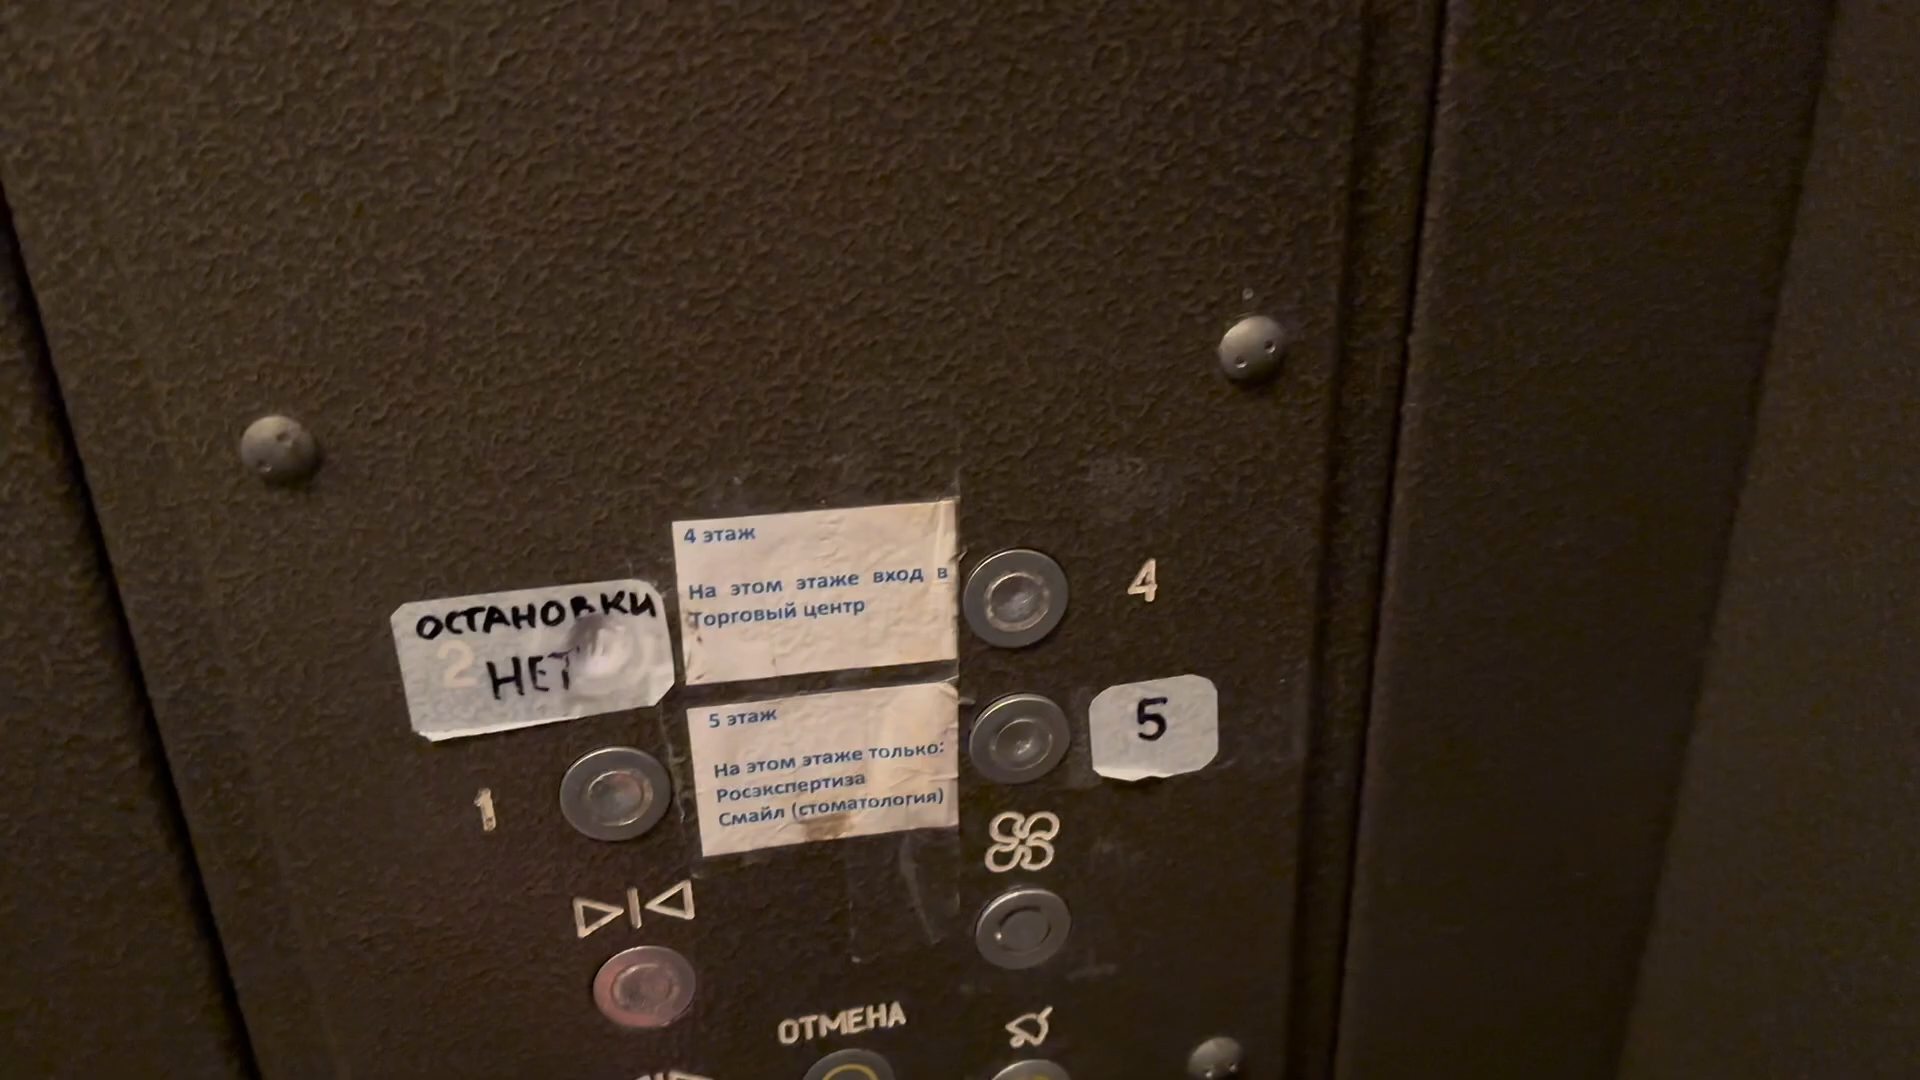 ОСТАНОВКИ
2 НЕТ
4 этаж
На этом этаже вход в
Торговый центр
4
5 этаж
На этом этаже только:
Росэкспертиза
Смайл (стоматология)
5
1
ОТМЕНА